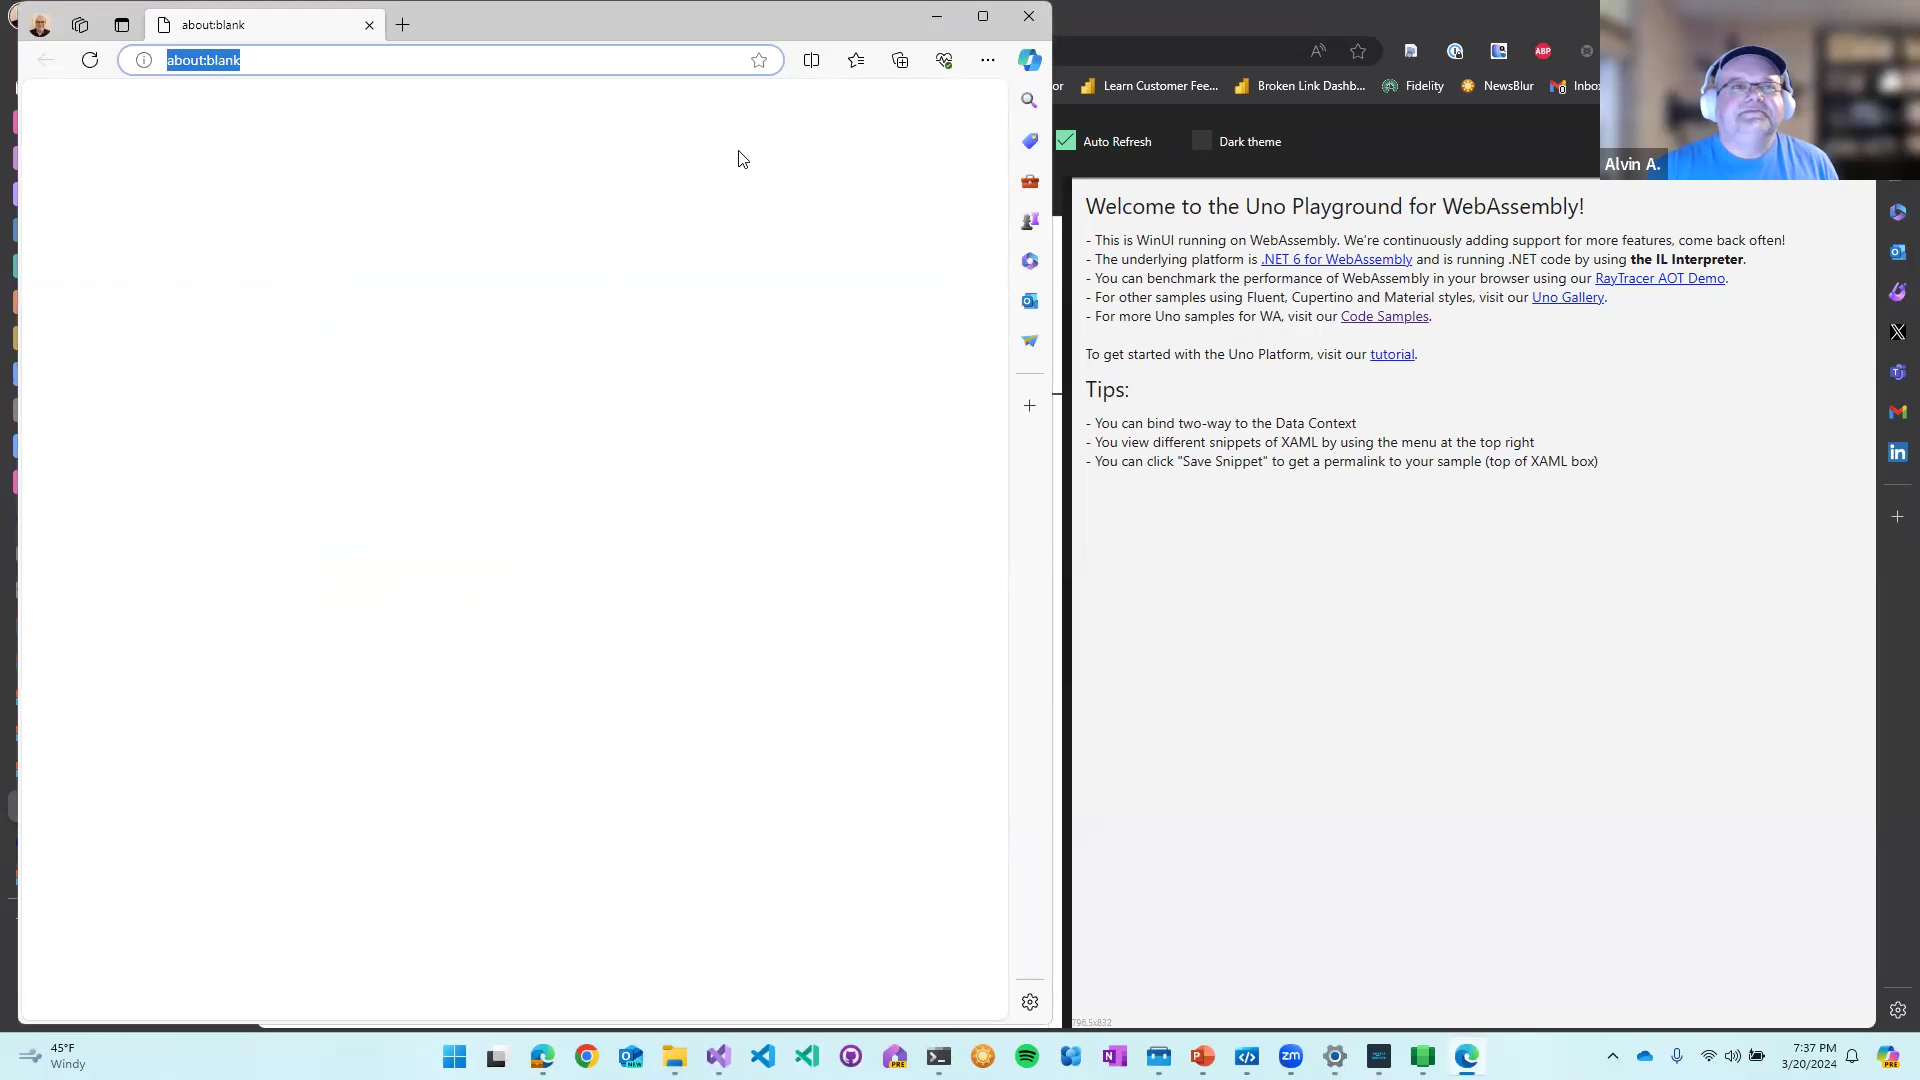 about:blank
about:blank
or
Learn Customer Fee...
Broken Link Dashb...
Fidelity
NewsBlur
Inbox
ABP
Auto Refresh
Dark theme
Alvin A.
Welcome to the Uno Playground for WebAssembly!
- This is WinUI running on WebAssembly. We're continuously adding support for more features, come back often!
- The underlying platform is .NET 6 for WebAssembly and is running .NET code by using the IL Interpreter.
- You can benchmark the performance of WebAssembly in your browser using our RayTracer AOT Demo.
- For other samples using Fluent, Cupertino and Material styles, visit our Uno Gallery.
- For more Uno samples for WA, visit our Code Samples.
To get started with the Uno Platform, visit our tutorial.
Tips:
- You can bind two-way to the Data Context
- You view different snippets of XAML by using the menu at the top right
- You can click "Save Snippet" to get a permalink to your sample (top of XAML box)
796.5x832
45°F
Windy
NEW
PRE
zm
7:37 PM
3/20/2024
PRE